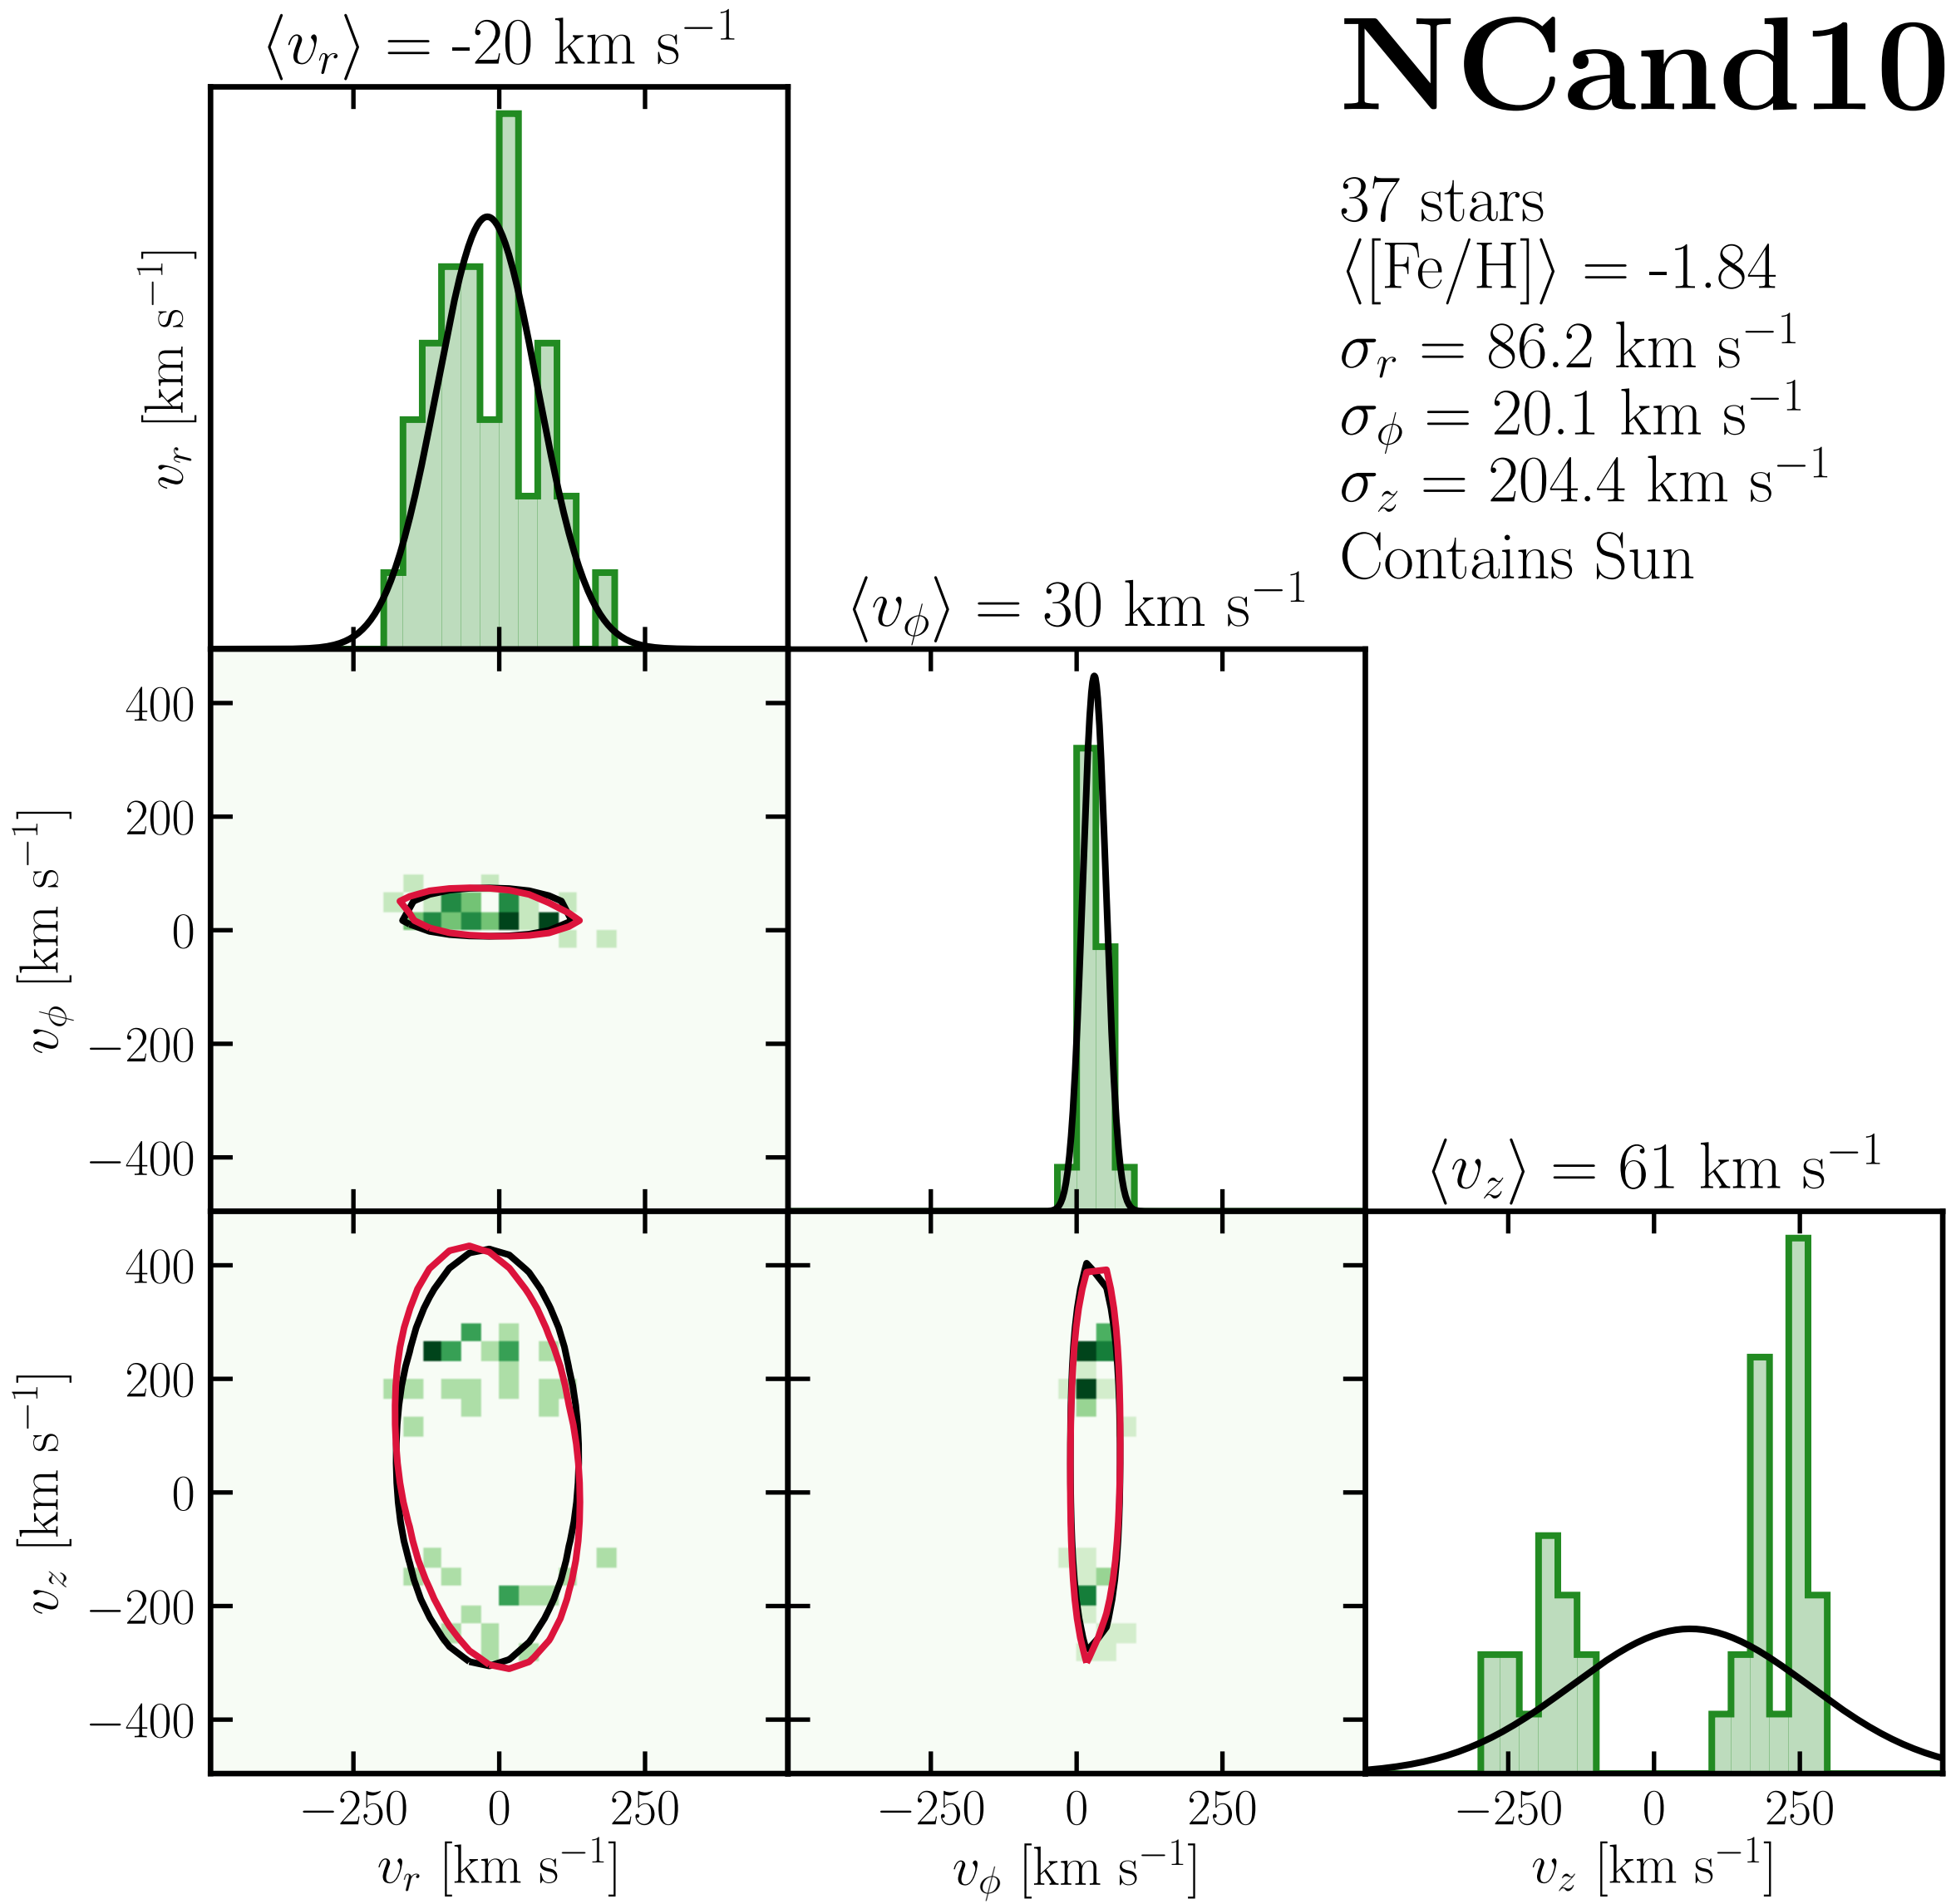 ⟨v_r⟩ = -20 km s⁻¹
NCand10
37 stars
⟨[Fe/H]⟩ = -1.84
σ_r = 86.2 km s⁻¹
σ_ϕ = 20.1 km s⁻¹
σ_z = 204.4 km s⁻¹
Contains Sun
v_r [km s⁻¹]
⟨v_ϕ⟩ = 30 km s⁻¹
400
200
0
−200
−400
v_ϕ [km s⁻¹]
⟨v_z⟩ = 61 km s⁻¹
400
200
0
−200
−400
v_z [km s⁻¹]
−250 0 250
−250 0 250
−250 0 250
v_r [km s⁻¹]
v_ϕ [km s⁻¹]
v_z [km s⁻¹]